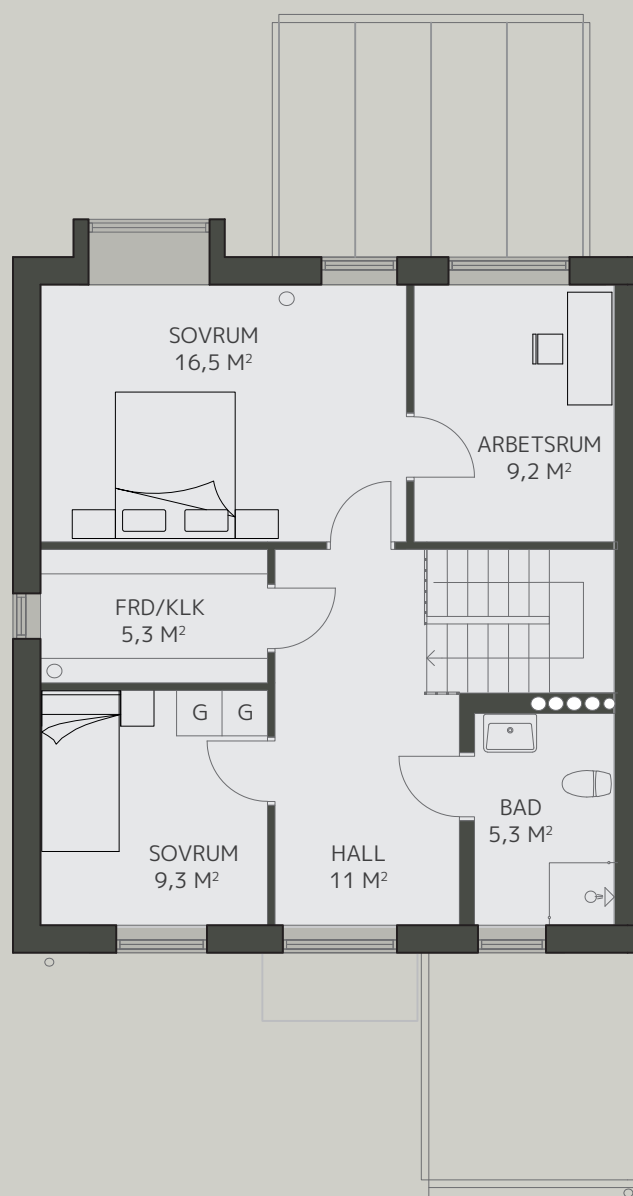 SOVRUM
16,5 M²
ARBETSRUM
9,2 M²
FRD/KLK
5,3 M²
G G
SOVRUM
9,3 M²
HALL
11 M²
BAD
5,3 M²